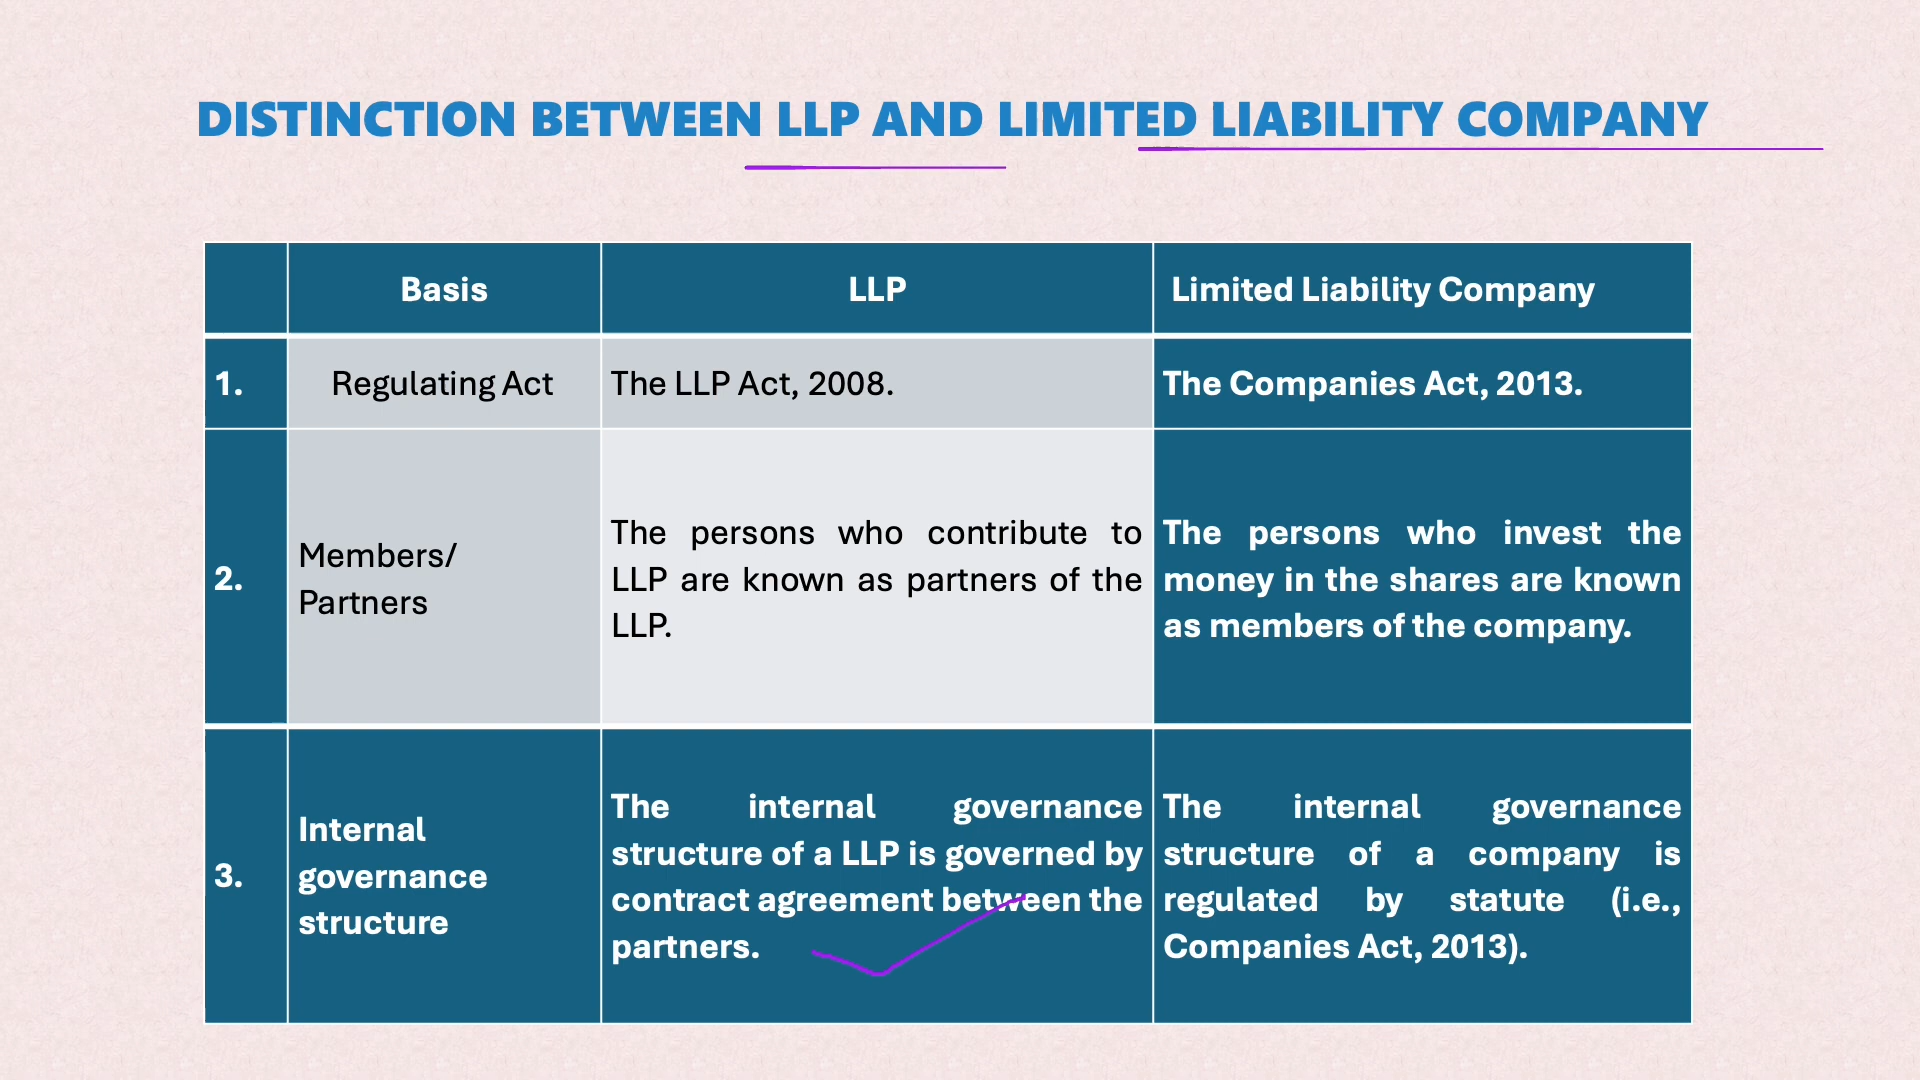 DISTINCTION BETWEEN LLP AND LIMITED LIABILITY COMPANY
Basis
LLP
Limited Liability Company
1.
Regulating Act
The LLP Act, 2008.
The Companies Act, 2013.
2.
Members/
Partners
The persons who contribute to
LLP are known as partners of the
LLP.
The persons who invest the
money in the shares are known
as members of the company.
3.
Internal
governance
structure
The internal governance
structure of a LLP is governed by
contract agreement between the
partners.
The internal governance
structure of a company is
regulated by statute (i.e.,
Companies Act, 2013).